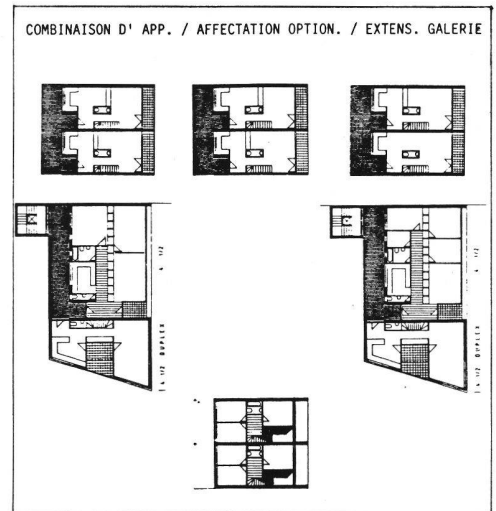 COMBINAISON D' APP. / AFFECTATION OPTION. / EXTENS. GALERIE
4 1/2
4 1/2 DUPLEX
4 1/2
4 1/2 DUPLEX